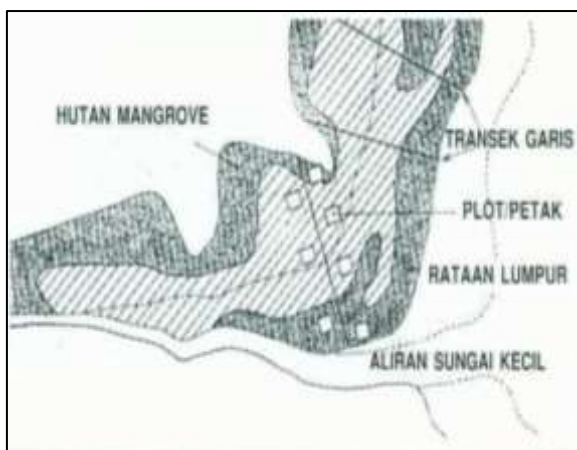 HUTAN MANGROVE
TRANSEK GARIS
PLOT/PETAK
RATAAN LUMPUR
ALIRAN SUNGAI KECIL